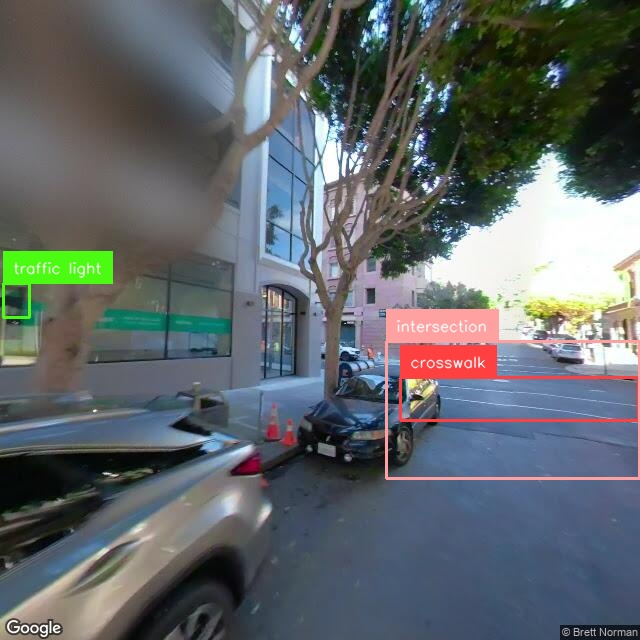 traffic light
intersection
crosswalk
Google
© Brett Norman